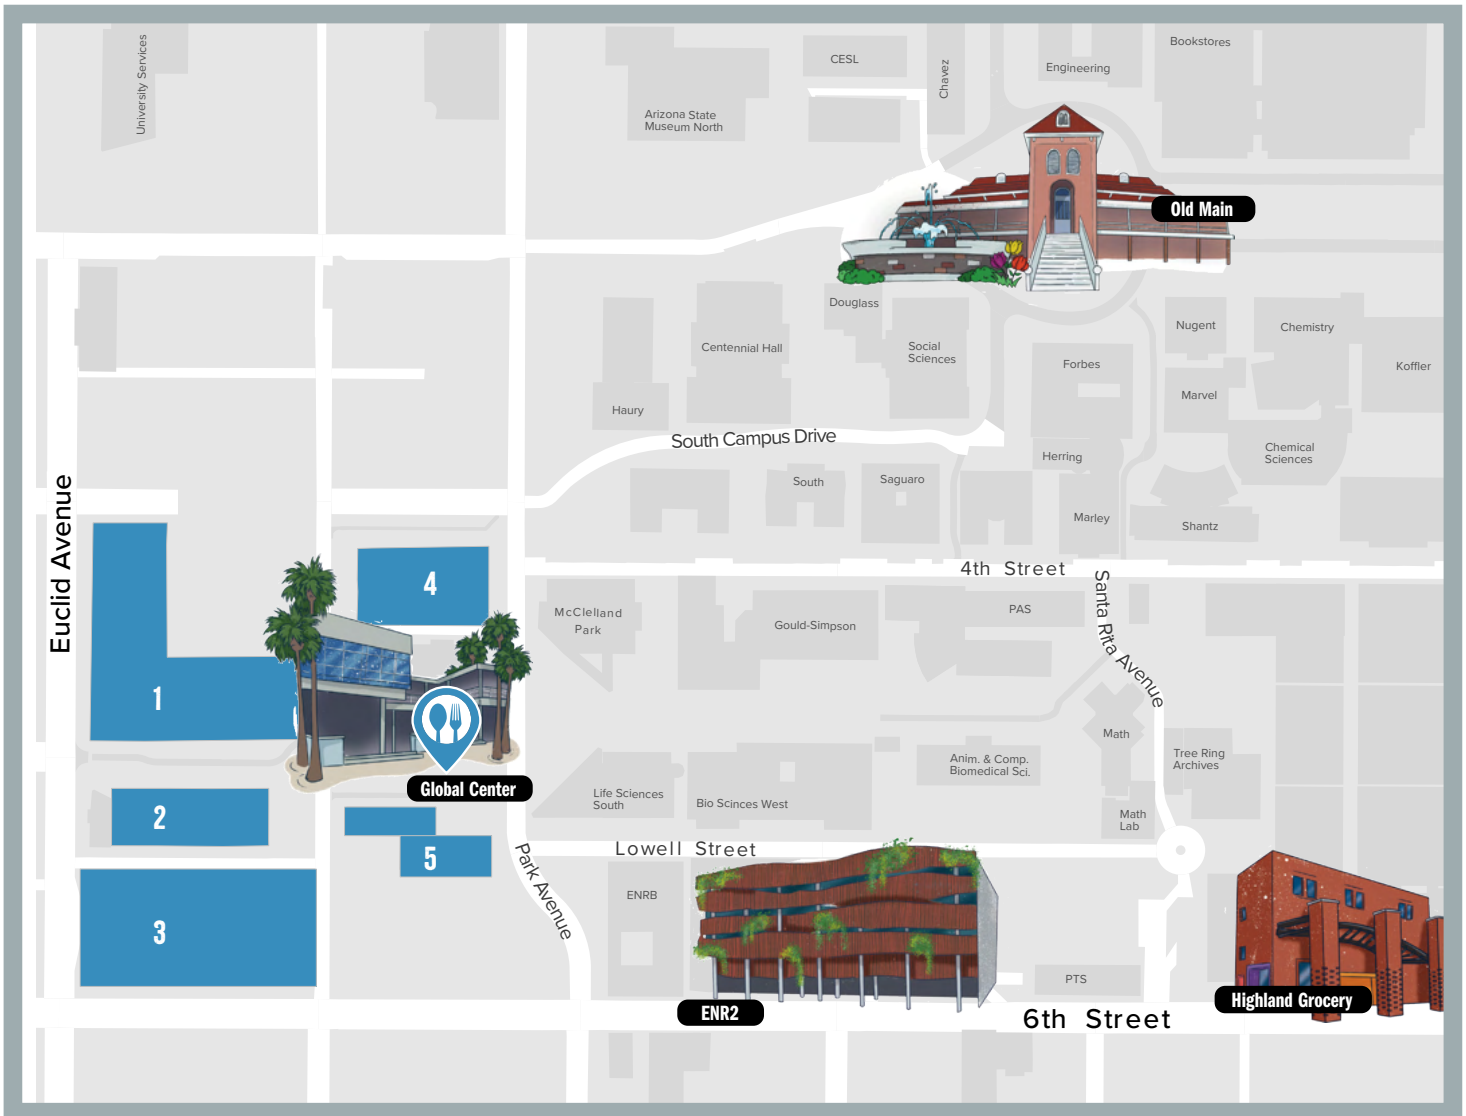 University Services
Arizona State
Museum North
CESL
Chavez
Engineering
Bookstores
Old Main
Douglass
Centennial Hall
Social
Sciences
Haury
Forbes
Nugent
Chemistry
Koffler
Marvel
Chemical
Sciences
Herring
South Campus Drive
South
Saguaro
Marley
Shantz
Euclid Avenue
4th Street
Santa Rita Avenue
4
McClelland
Park
Gould-Simpson
PAS
1
Math
Tree Ring
Archives
Anim. & Comp.
Biomedical Sci.
Global Center
Life Sciences
South
Bio Scinces West
Math
Lab
2
5
Lowell Street
Park Avenue
3
ENRB
PTS
ENR2
6th Street
Highland Grocery